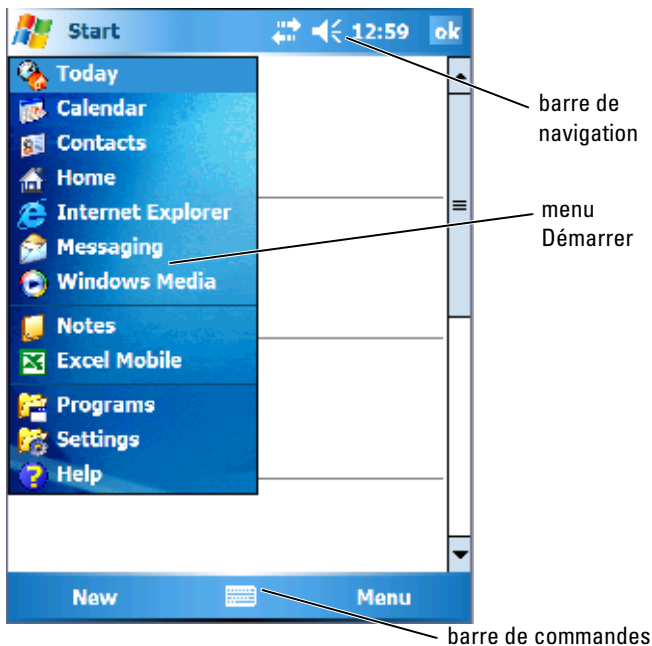 Start 12:59 ok
Today
Calendar
Contacts
Home
Internet Explorer
Messaging
Windows Media
Notes
Excel Mobile
Programs
Settings
Help
New Menu
barre de
navigation
menu
Démarrer
barre de commandes